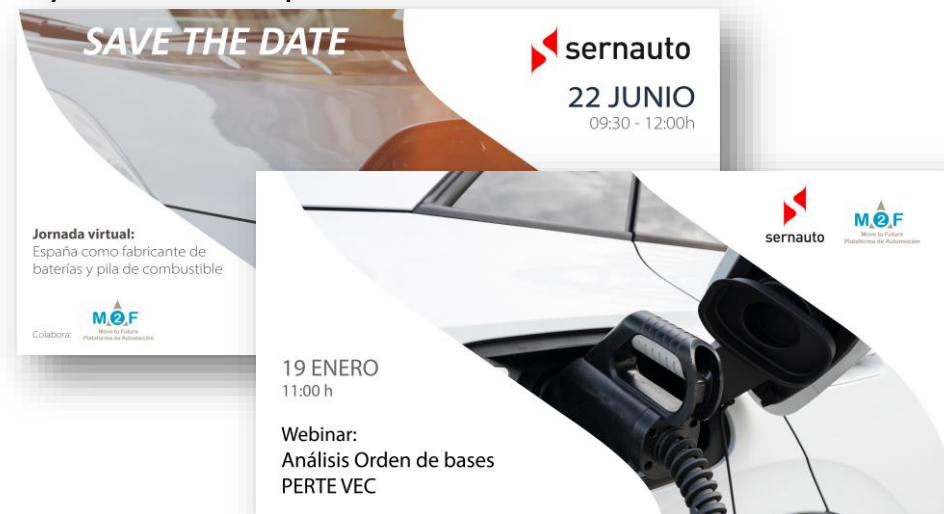 SAVE THE DATE
sernauto
22 JUNIO
09:30 - 12:00h
Jornada virtual:
España como fabricante de
baterías y pila de combustible
Colabora:
M2F
Move to Future
Plataforma de Automoción
sernauto
M2F
Move to Future
Plataforma de Automoción
19 ENERO
11:00 h
Webinar:
Análisis Orden de bases
PERTE VEC